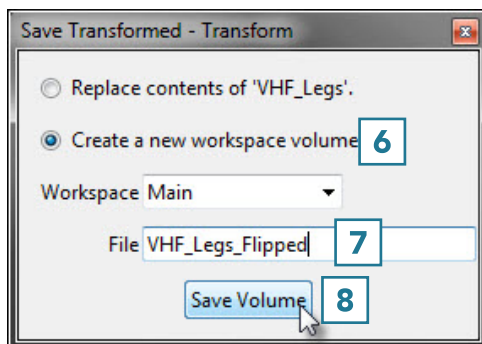 Save Transformed - Transform
Replace contents of 'VHF_Legs'.
Create a new workspace volume 6
Workspace Main
File VHF_Legs_Flipped 7
Save Volume 8